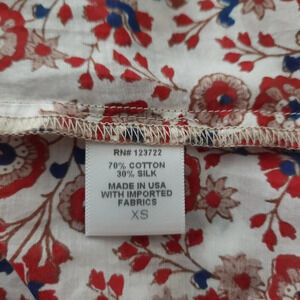 RN# 123722
70% COTTON
30% SILK
MADE IN USA
WITH IMPORTED
FABRICS
XS